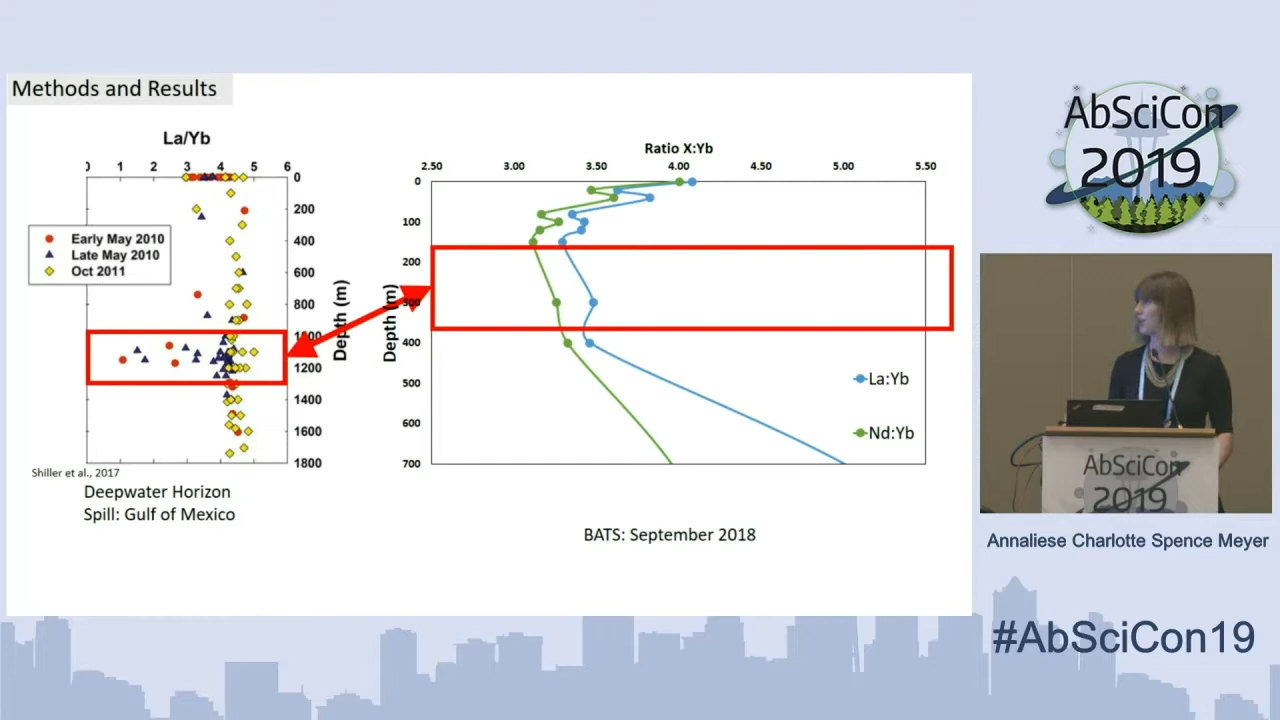 Methods and Results
La/Yb
0 1 2 3 4 5 6
0
200
400
600
800
1000
1200
1400
1600
1800
Depth (m)
Early May 2010
Late May 2010
Oct 2011
Shiller et al., 2017
Deepwater Horizon
Spill: Gulf of Mexico
Ratio X:Yb
2.50 3.00 3.50 4.00 4.50 5.00 5.50
0
100
200
300
400
500
600
700
Depth (m)
La:Yb
Nd:Yb
BATS: September 2018
AbSciCon
2019
AbSciCon
2019
Annaliese Charlotte Spence Meyer
#AbSciCon19